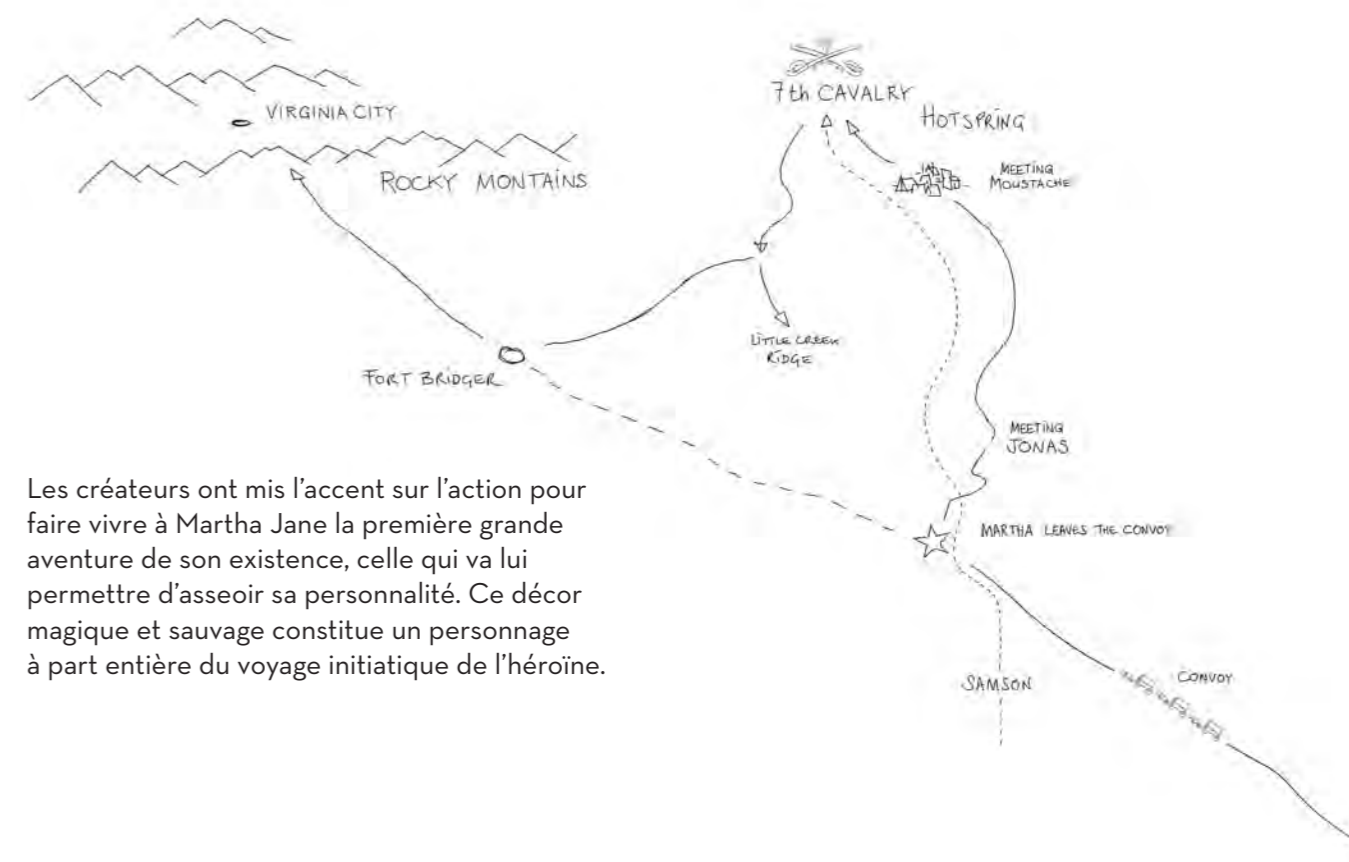 VIRGINIA CITY
ROCKY MONTAINS
7th CAVALRY
HOTSPRING
MEETING
MOUSTACHE
LITTLE CREEK
RIDGE
FORT BRIDGER
MEETING
JONAS
MARTHA LEAVES THE CONVOY
SAMSON
CONVOY
Les créateurs ont mis l’accent sur l’action pour
faire vivre à Martha Jane la première grande
aventure de son existence, celle qui va lui
permettre d’asseoir sa personnalité. Ce décor
magique et sauvage constitue un personnage
à part entière du voyage initiatique de l’héroïne.